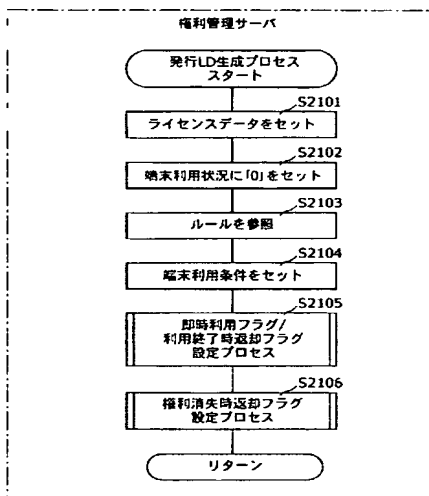 権利管理サーバ
発行LD生成プロセス
スタート
S2101
ライセンスデータをセット
S2102
端末利用状況に「0」をセット
S2103
ルールを参照
S2104
端末利用条件をセット
S2105
即時利用フラグ/
利用終了時返却フラグ
設定プロセス
S2106
権利消失時返却フラグ
設定プロセス
リターン